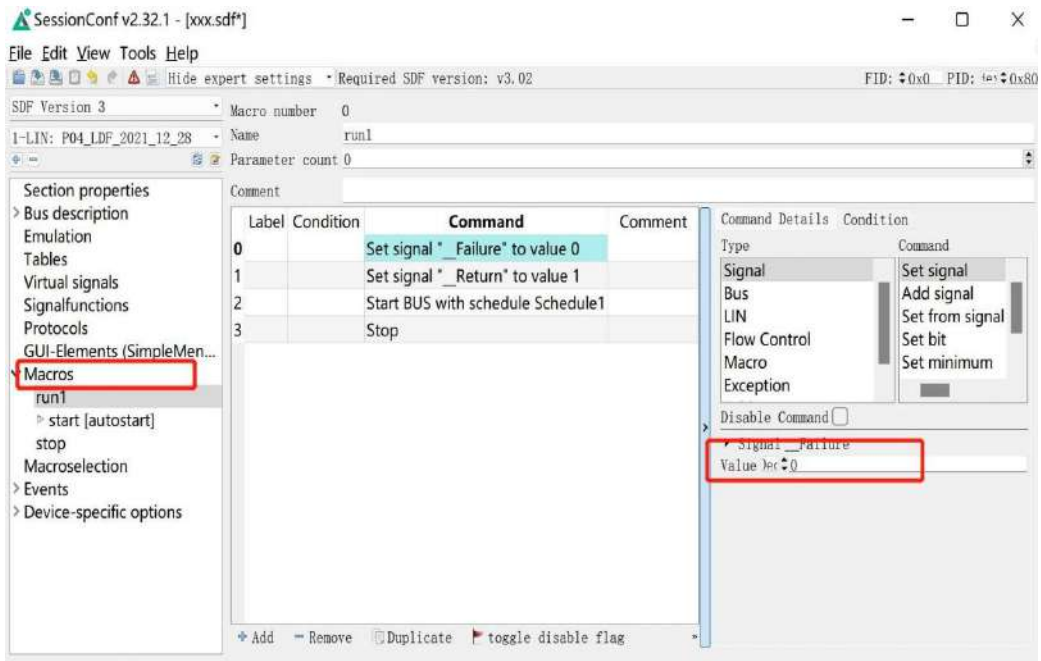 SessionConf v2.32.1 - [xxx.sdf*]
File Edit View Tools Help
Hide expert settings Required SDF version: v3.02 FID: 0x0 PID: 0x80
SDF Version 3
1-LIN: P04_LDF_2021_12_28
Section properties
Bus description
Emulation
Tables
Virtual signals
Signalfunctions
Protocols
GUI-Elements (SimpleMen...
Macros
run1
start [autostart]
stop
Macroselection
Events
Device-specific options
Macro number 0
Name run1
Parameter count 0
Comment
Label Condition Command Comment
0 Set signal "__Failure" to value 0
1 Set signal "__Return" to value 1
2 Start BUS with schedule Schedule1
3 Stop
Add Remove Duplicate toggle disable flag »
Command Details Condition
Type Command
Signal
Bus
LIN
Flow Control
Macro
Exception
Set signal
Add signal
Set from signal
Set bit
Set minimum
Disable Command
Signal __Failure
Value 0